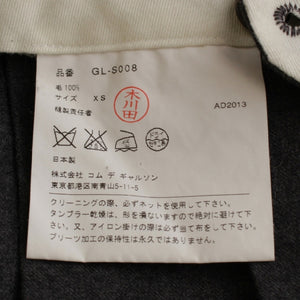 品番 GL-S008
毛 100%
サイズ XS
縫製責任者
木川田
AD2013
日本製
株式会社 コム デ ギャルソン
東京都港区南青山5-11-5
クリーニングの際、必ずネットを使用して下さい。
タンブラー乾燥は、形を損ないますので絶対に避けて下
さい。又、アイロン掛けの際は必ず当て布をして下さい。
プリーツ加工の保持性は永久ではありません。